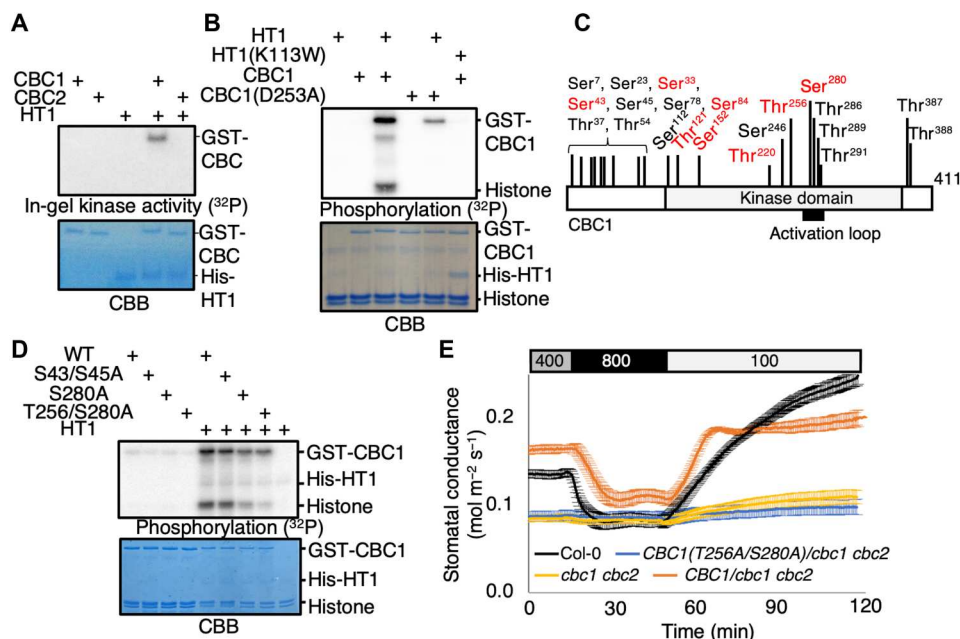 A
CBC1 + +
CBC2 + +
HT1 + + +
GST-
CBC
In-gel kinase activity (³²P)
GST-
CBC
His-
HT1
CBB
B
HT1 + + +
HT1(K113W) +
CBC1 + + +
CBC1(D253A) + +
GST-
CBC1
Histone
Phosphorylation (³²P)
GST-
CBC1
His-HT1
Histone
CBB
C
Ser⁷, Ser²³, Ser³³,
Ser⁴³, Ser⁴⁵, Ser⁷⁸, Ser⁸⁴
Thr³⁷, Thr⁵⁴
Ser¹¹²
Thr¹²¹
Ser¹⁵²
Thr²²⁰
Ser²⁴⁶
Thr²⁵⁶
Ser²⁸⁰
Thr²⁸⁶
Thr²⁸⁹
Thr²⁹¹
Thr³⁸⁷
Thr³⁸⁸
411
Kinase domain
CBC1
Activation loop
D
WT + +
S43/S45A + +
S280A + +
T256/S280A + +
HT1 + + + + +
GST-CBC1
His-HT1
Histone
Phosphorylation (³²P)
GST-CBC1
His-HT1
Histone
CBB
E
400 800 100
Stomatal conductance
(mol m⁻² s⁻¹)
0.2
0.1
0.0
Col-0 CBC1(T256A/S280A)/cbc1 cbc2
cbc1 cbc2 CBC1/cbc1 cbc2
0 30 60 90 120
Time (min)